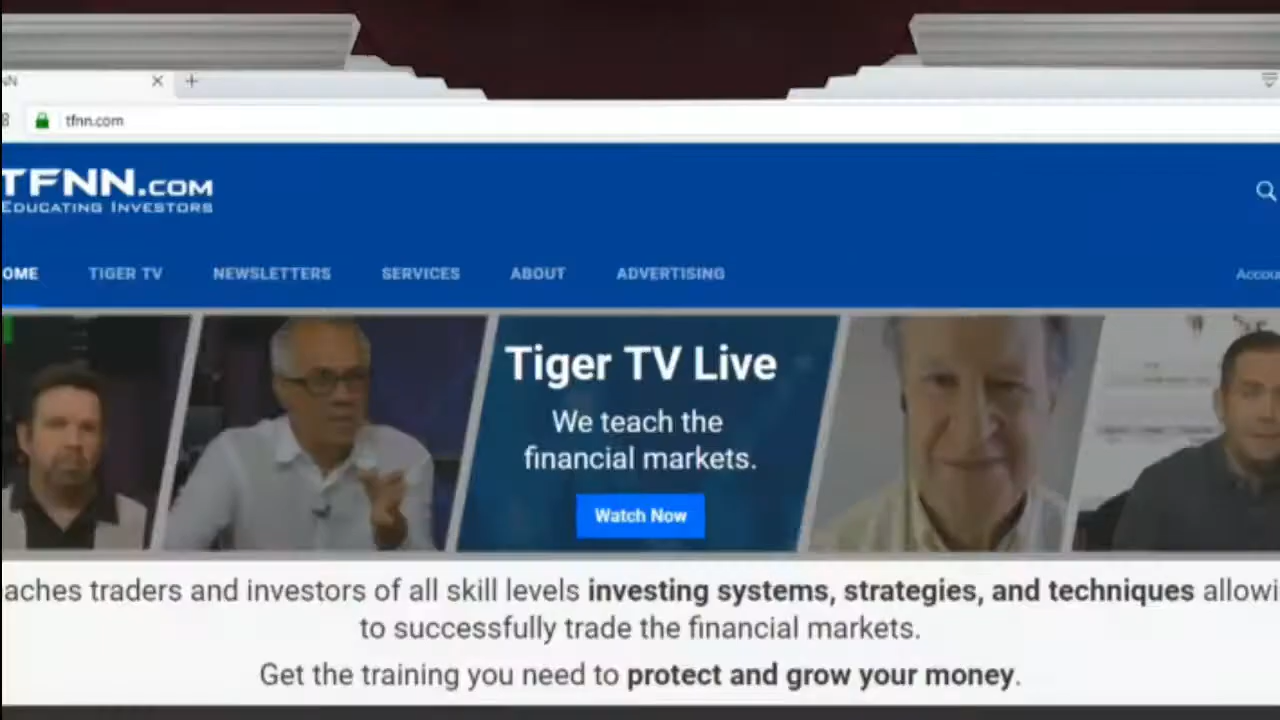 NN
tfnn.com
TFNN.COM
EDUCATING INVESTORS
OME TIGER TV NEWSLETTERS SERVICES ABOUT ADVERTISING Accou
Tiger TV Live
We teach the
financial markets.
Watch Now
aches traders and investors of all skill levels investing systems, strategies, and techniques allowi
to successfully trade the financial markets.
Get the training you need to protect and grow your money.